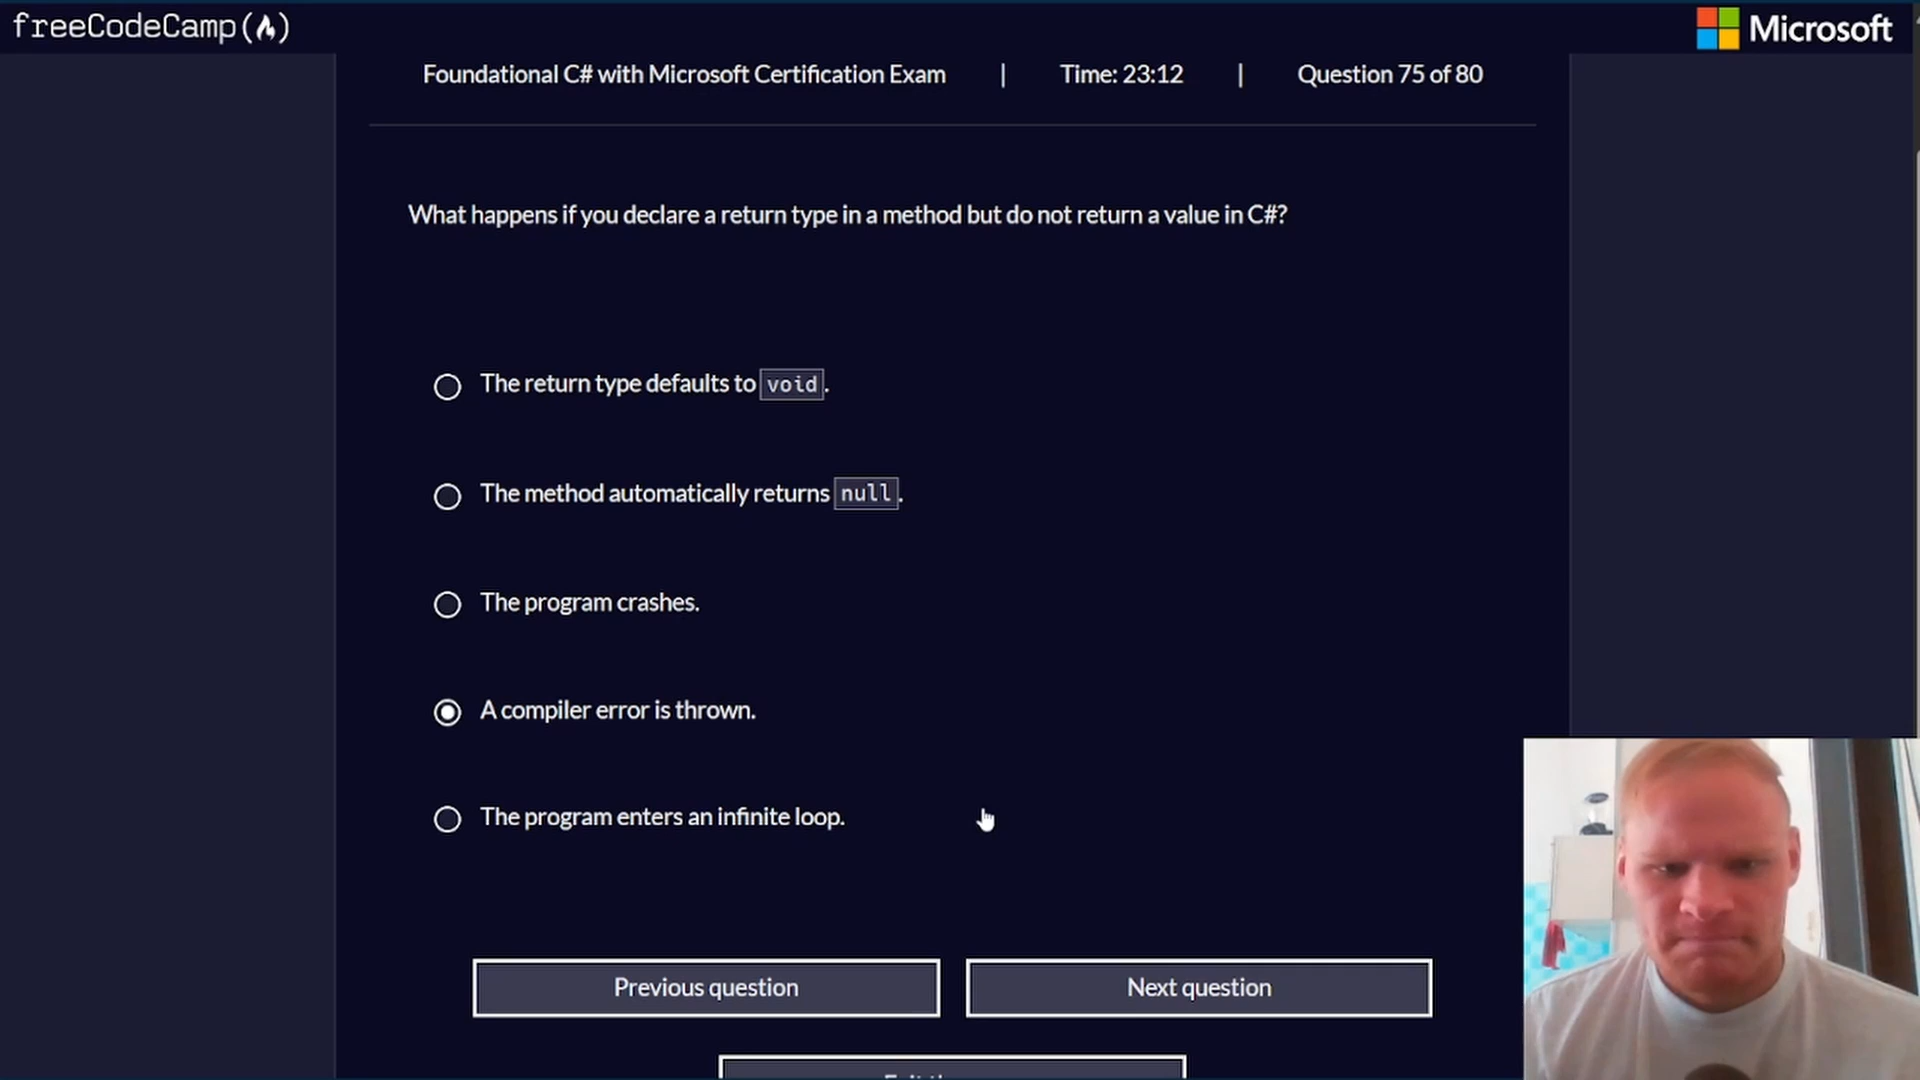 freeCodeCamp
Microsoft
Foundational C# with Microsoft Certification Exam | Time: 23:12 | Question 75 of 80
What happens if you declare a return type in a method but do not return a value in C#?
The return type defaults to void.
The method automatically returns null.
The program crashes.
A compiler error is thrown.
The program enters an infinite loop.
Previous question
Next question